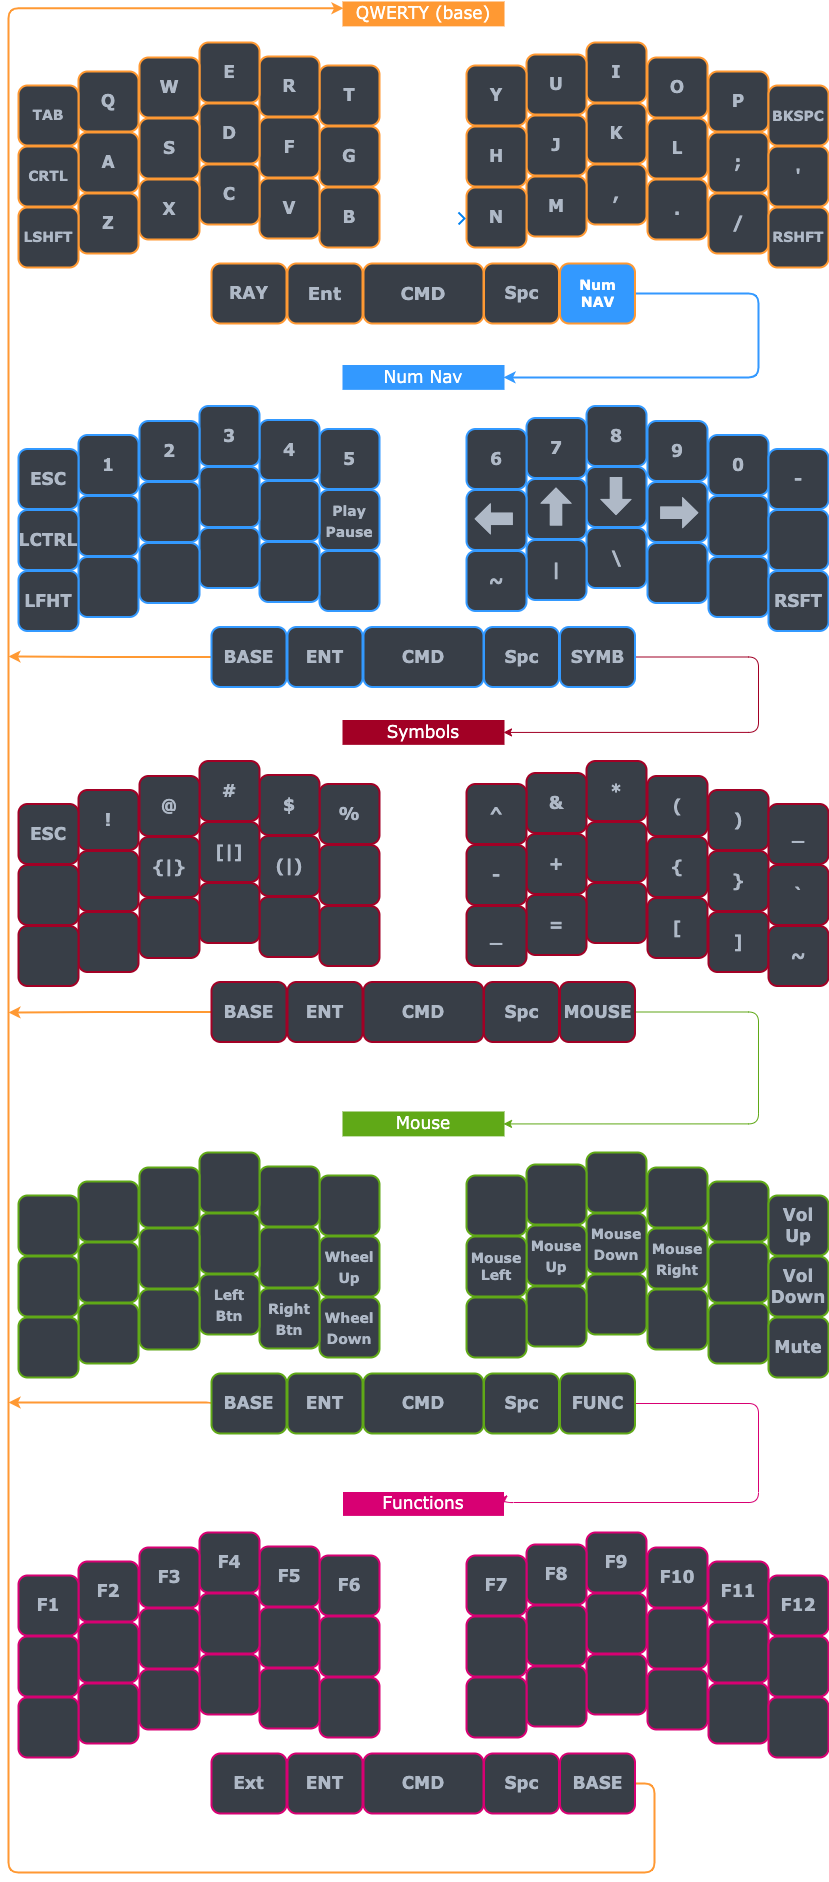 QWERTY (base)
TAB Q W E R T Y U I O P BKSPC
CRTL A S D F G H J K L ; '
LSHFT Z X C V B N M , . / RSHFT
RAY Ent CMD Spc Num
NAV
Num Nav
ESC 1 2 3 4 5 6 7 8 9 0 -
LCTRL Play
Pause
LFHT ~ | \ RSFT
BASE ENT CMD Spc SYMB
Symbols
ESC ! @ # $ % ^ & * ( ) _
{|} [|] (|) - + { } `
_ = [ ] ~
BASE ENT CMD Spc MOUSE
Mouse
Vol
Up
Wheel
Up
Mouse
Left
Mouse
Up
Mouse
Down
Mouse
Right
Vol
Down
Left
Btn
Right
Btn
Wheel
Down
Mute
BASE ENT CMD Spc FUNC
Functions
F1 F2 F3 F4 F5 F6 F7 F8 F9 F10 F11 F12
Ext ENT CMD Spc BASE